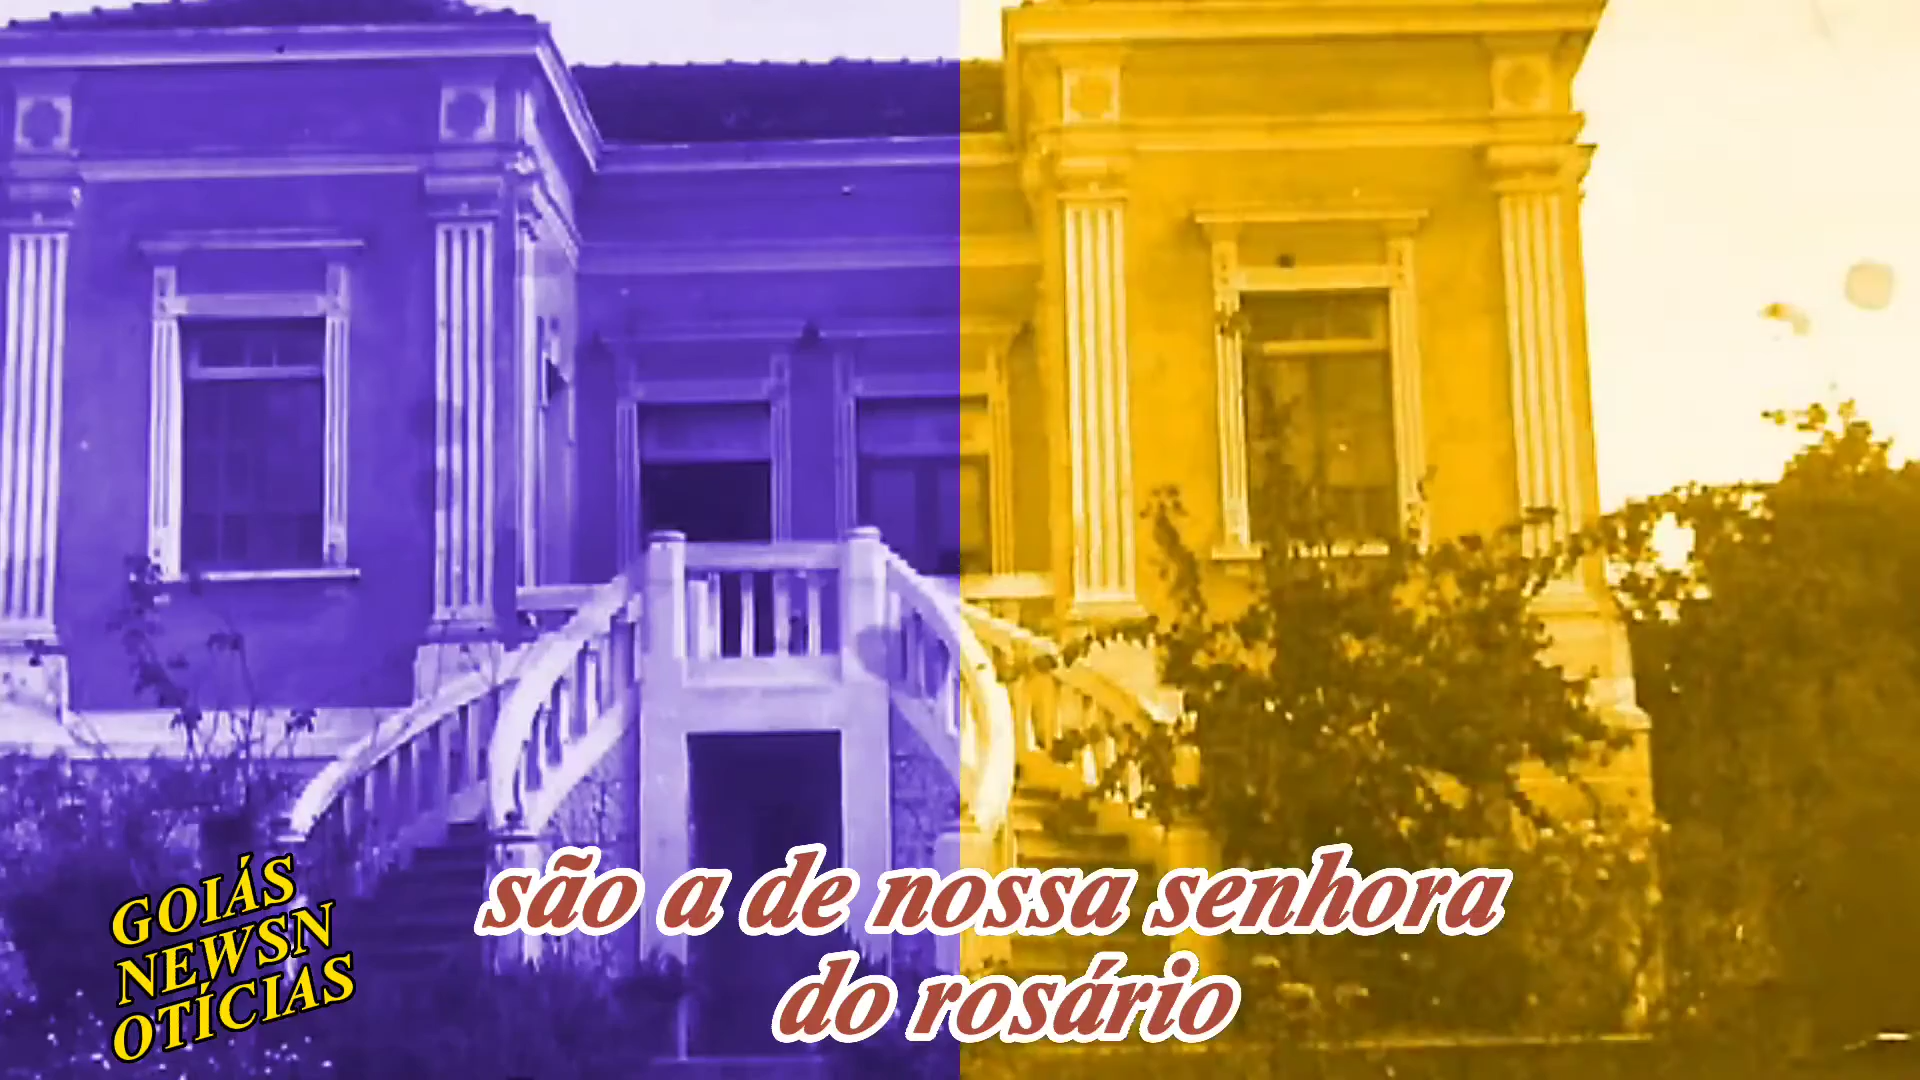 GOIÁS
NEWSN
OTÍCIAS
são a de nossa senhora
do rosário